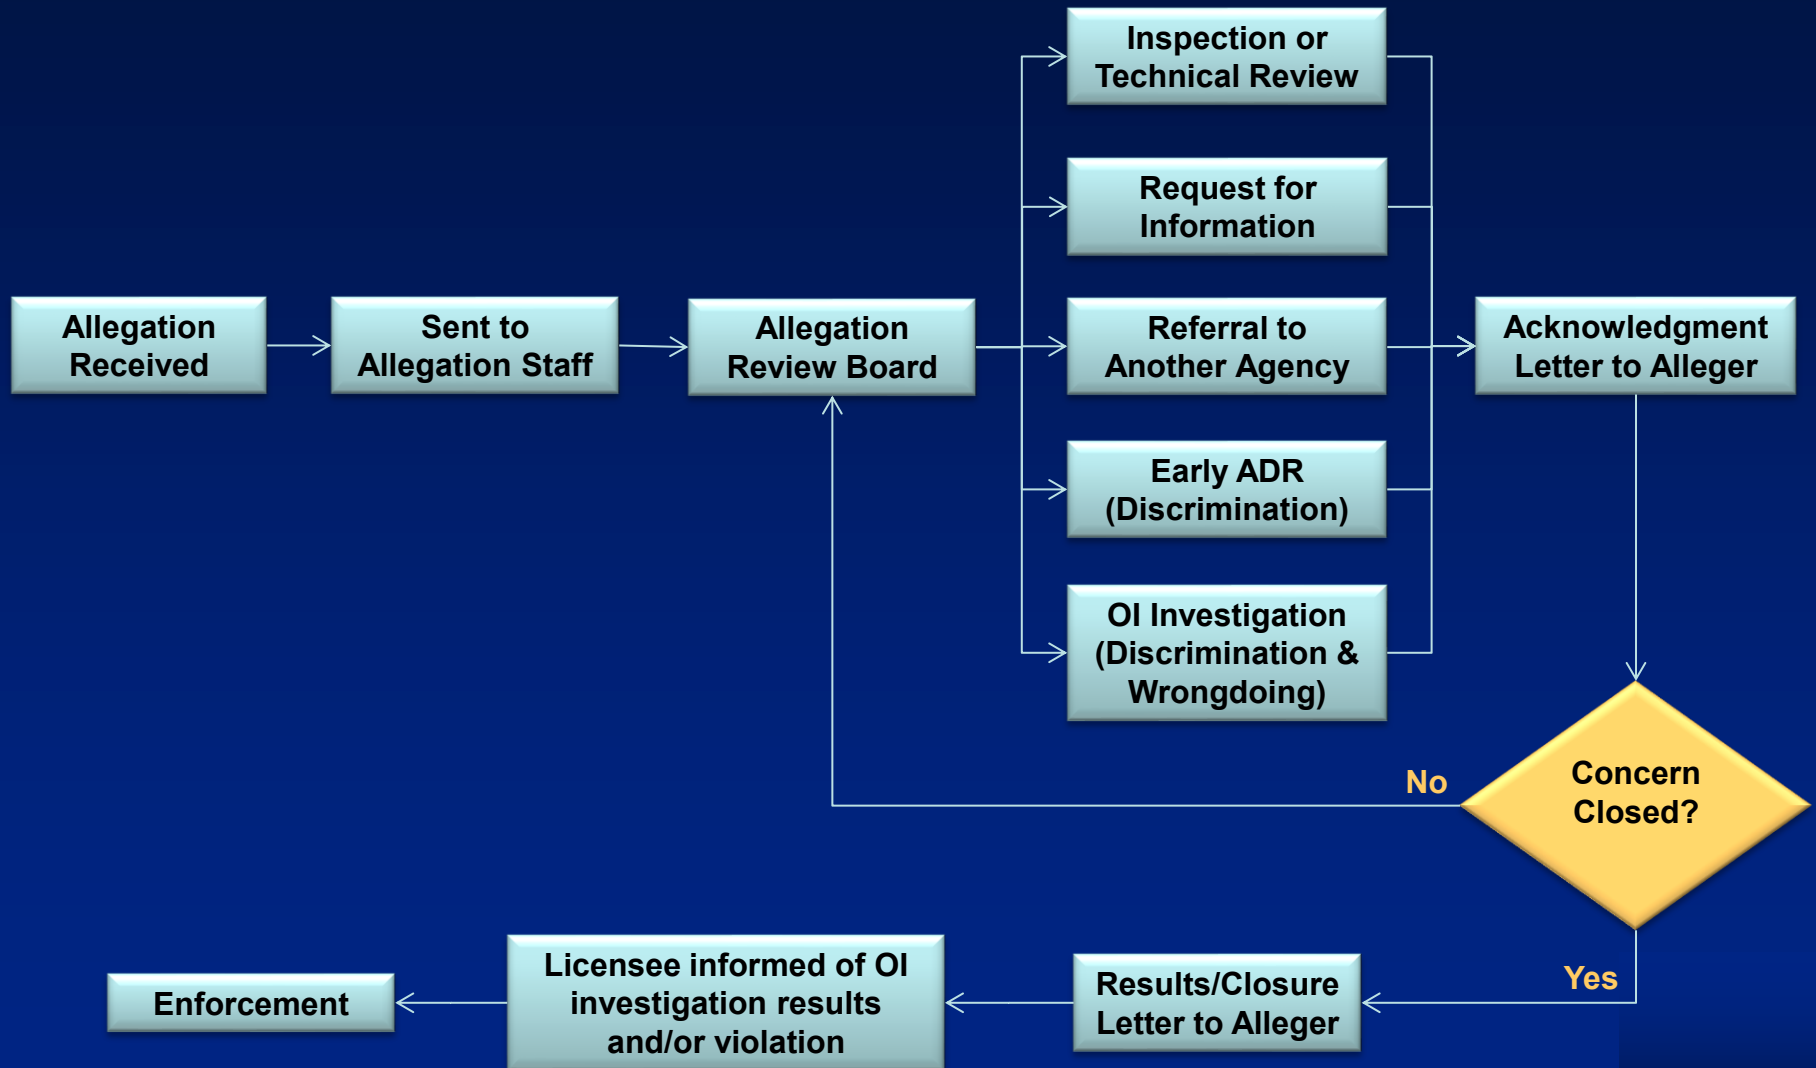 Inspection or
Technical Review
Request for
Information
Allegation
Received
Sent to
Allegation Staff
Allegation
Review Board
Referral to
Another Agency
Acknowledgment
Letter to Alleger
Early ADR
(Discrimination)
OI Investigation
(Discrimination &
Wrongdoing)
No
Concern
Closed?
Yes
Enforcement
Licensee informed of OI
investigation results
and/or violation
Results/Closure
Letter to Alleger